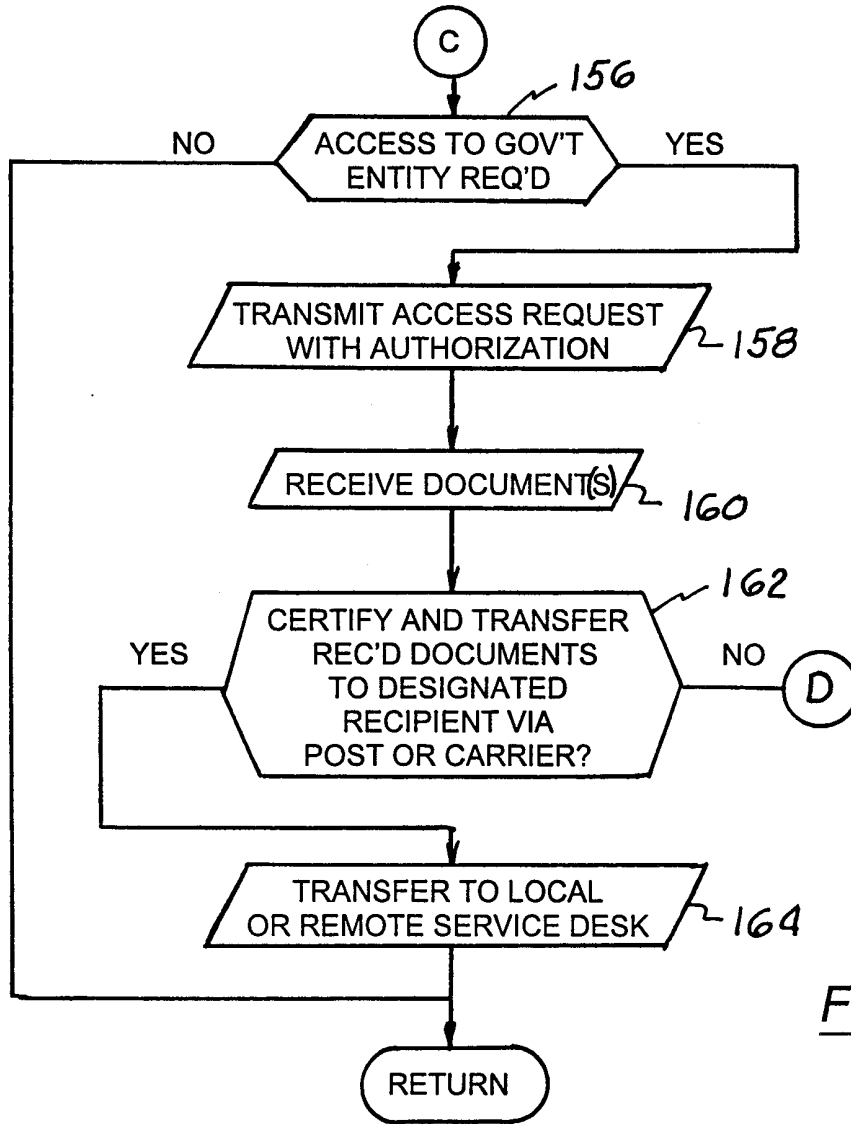 C
156
NO
ACCESS TO GOV'T
ENTITY REQ'D
YES
TRANSMIT ACCESS REQUEST
WITH AUTHORIZATION
158
RECEIVE DOCUMENT(S)
160
162
YES
CERTIFY AND TRANSFER
REC'D DOCUMENTS
TO DESIGNATED
RECIPIENT VIA
POST OR CARRIER?
NO
D
TRANSFER TO LOCAL
OR REMOTE SERVICE DESK
164
F
RETURN